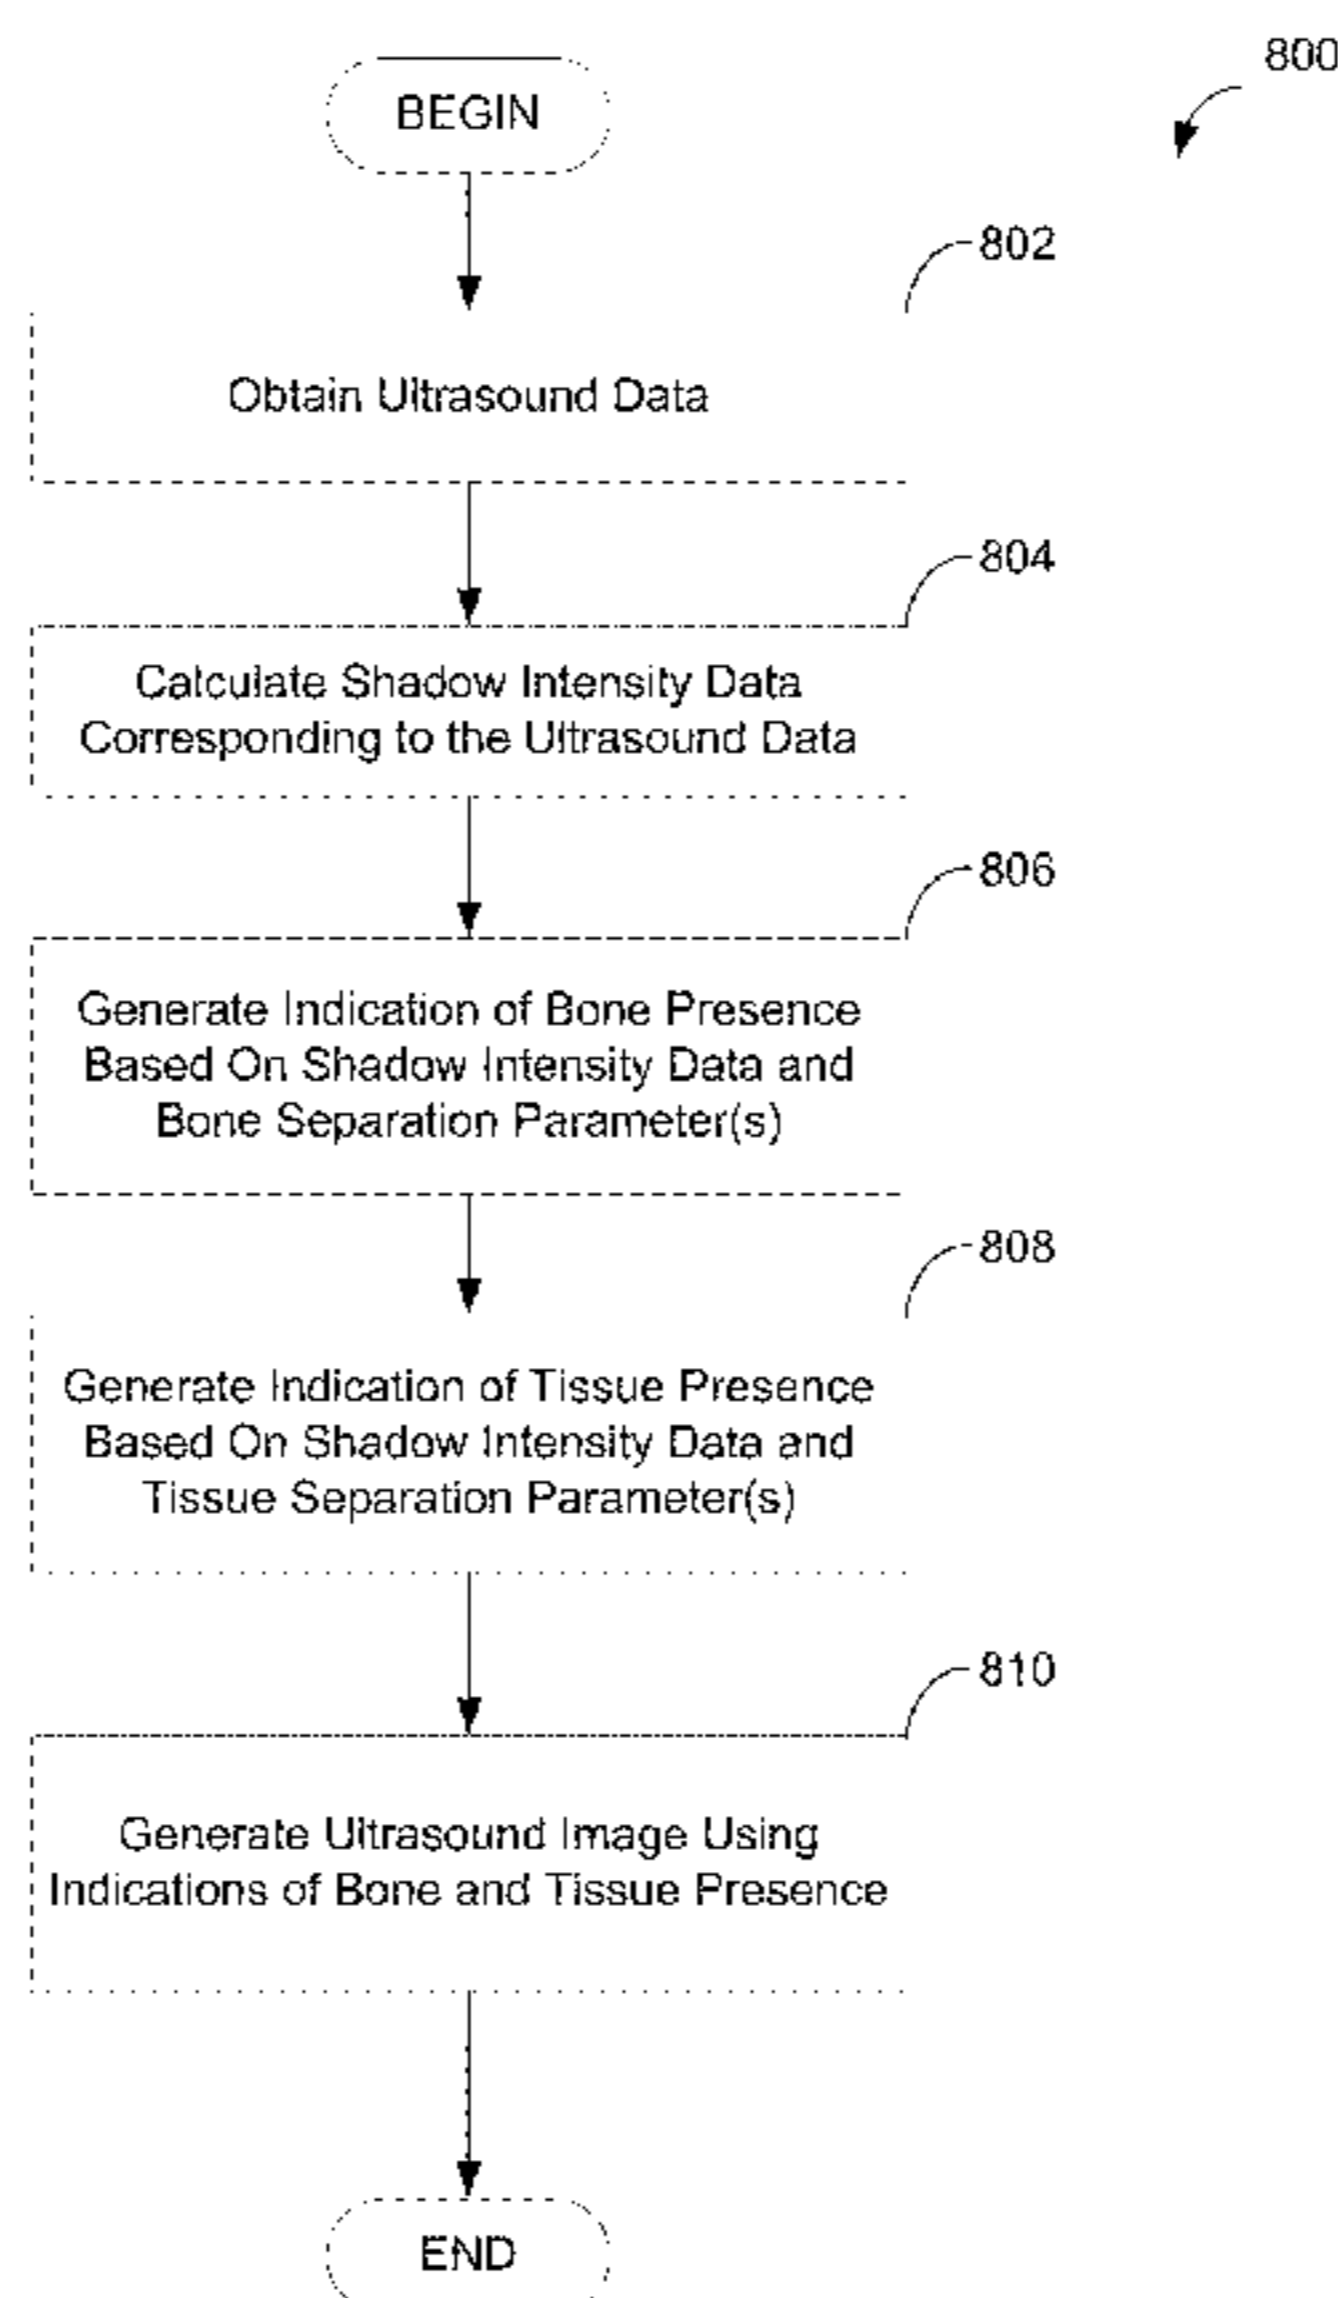 800
BEGIN
802
Obtain Ultrasound Data
804
Calculate Shadow Intensity Data
Corresponding to the Ultrasound Data
806
Generate Indication of Bone Presence
Based On Shadow Intensity Data and
Bone Separation Parameter(s)
808
Generate Indication of Tissue Presence
Based On Shadow Intensity Data and
Tissue Separation Parameter(s)
810
Generate Ultrasound Image Using
Indications of Bone and Tissue Presence
END